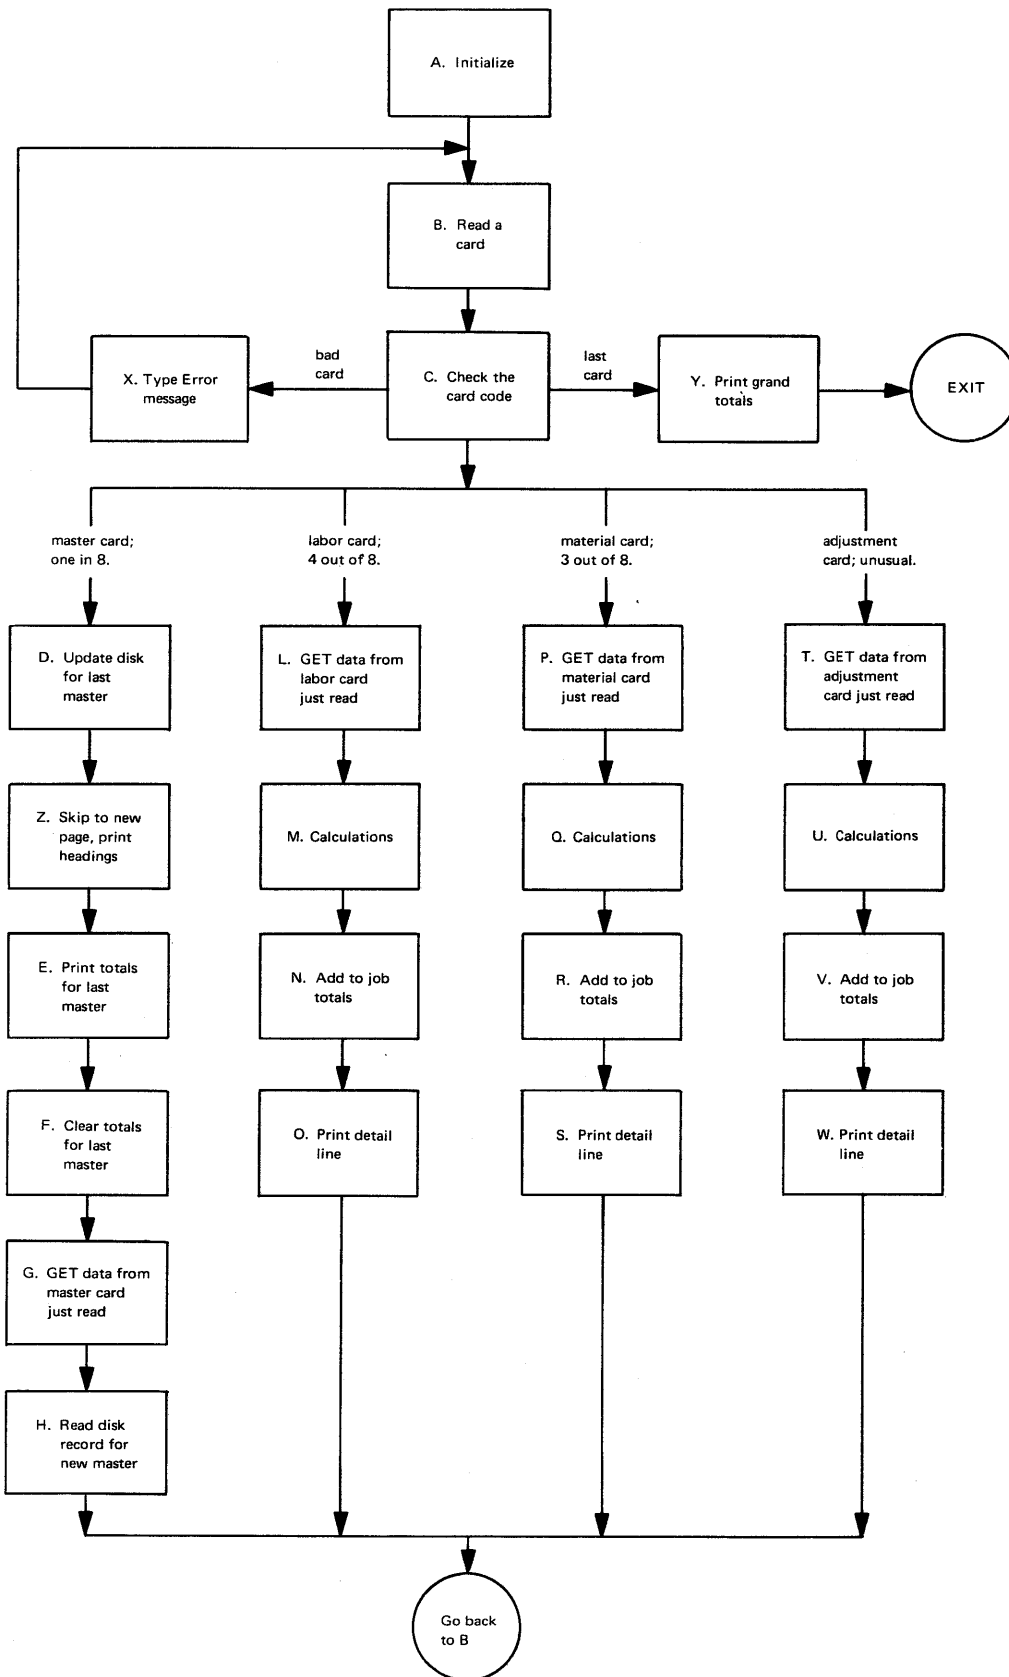 A. Initialize
B. Read a
card
bad
card
last
card
X. Type Error
message
C. Check the
card code
Y. Print grand
totals
EXIT
master card;
one in 8.
labor card;
4 out of 8.
material card;
3 out of 8.
adjustment
card; unusual.
D. Update disk
for last
master
L. GET data from
labor card
just read
P. GET data from
material card
just read
T. GET data from
adjustment
card just read
Z. Skip to new
page, print
headings
M. Calculations
Q. Calculations
U. Calculations
E. Print totals
for last
master
N. Add to job
totals
R. Add to job
totals
V. Add to job
totals
F. Clear totals
for last
master
O. Print detail
line
S. Print detail
line
W. Print detail
line
G. GET data from
master card
just read
H. Read disk
record for
new master
Go back
to B